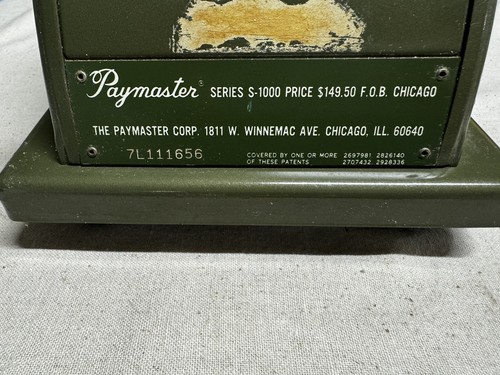 Paymaster® SERIES S-1000 PRICE $149.50 F.O.B. CHICAGO
THE PAYMASTER CORP. 1811 W. WINNEMAC AVE. CHICAGO, ILL. 60640
7L111656
COVERED BY ONE OR MORE 2697981, 2826140
OF THESE PATENTS 2707432, 2928336